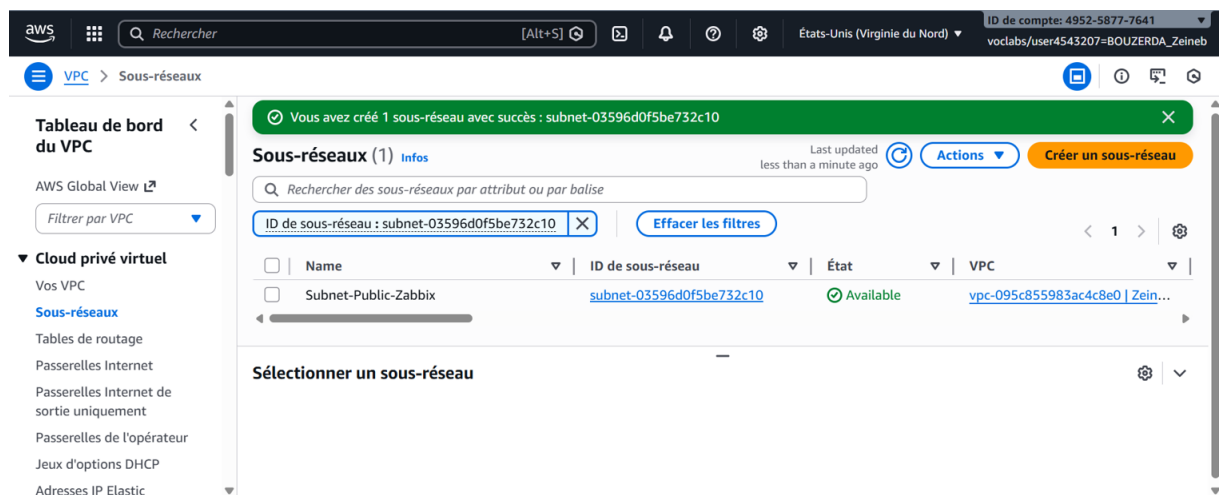 aws
Rechercher
[Alt+S]
États-Unis (Virginie du Nord)
ID de compte: 4952-5877-7641
voclabs/user4543207=BOUZERDA_Zeineb
VPC > Sous-réseaux
Tableau de bord du VPC
AWS Global View
Filtrer par VPC
Cloud privé virtuel
Vos VPC
Sous-réseaux
Tables de routage
Passerelles Internet
Passerelles Internet de
sortie uniquement
Passerelles de l'opérateur
Jeux d'options DHCP
Adresses IP Elastic
Vous avez créé 1 sous-réseau avec succès : subnet-03596d0f5be732c10
Sous-réseaux (1) Infos
Last updated
less than a minute ago
Actions
Créer un sous-réseau
Rechercher des sous-réseaux par attribut ou par balise
ID de sous-réseau : subnet-03596d0f5be732c10
Effacer les filtres
1
Name ID de sous-réseau État VPC
Subnet-Public-Zabbix subnet-03596d0f5be732c10 Available vpc-095c855983ac4c8e0 | Zein...
Sélectionner un sous-réseau